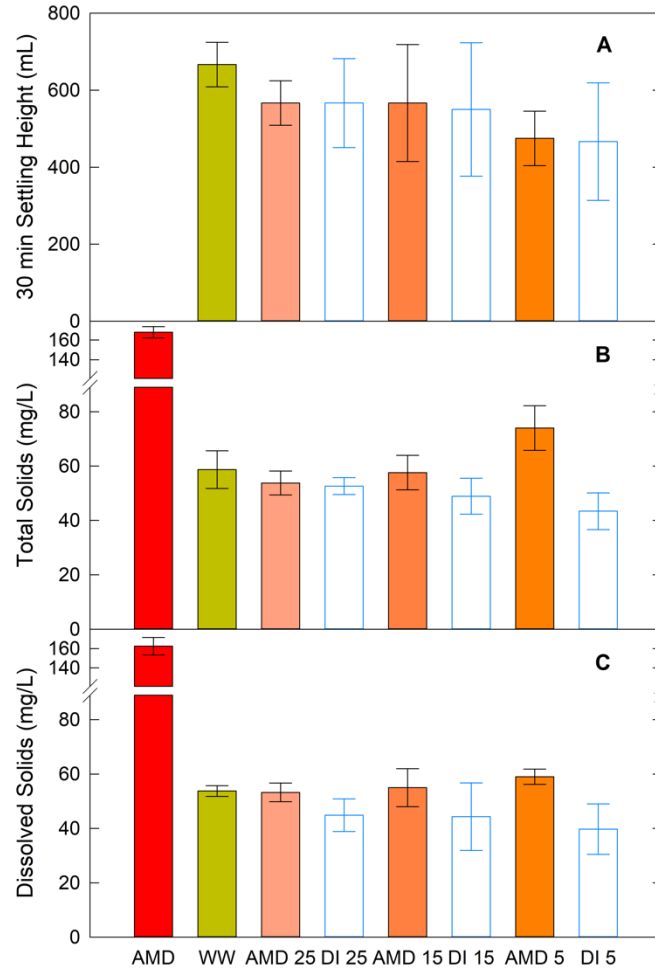 A
30 min Settling Height (mL)
800
600
400
200
0
B
Total Solids (mg/L)
160
140
80
60
40
20
0
C
Dissolved Solids (mg/L)
160
140
80
60
40
20
0
AMD WW AMD 25 DI 25 AMD 15 DI 15 AMD 5 DI 5